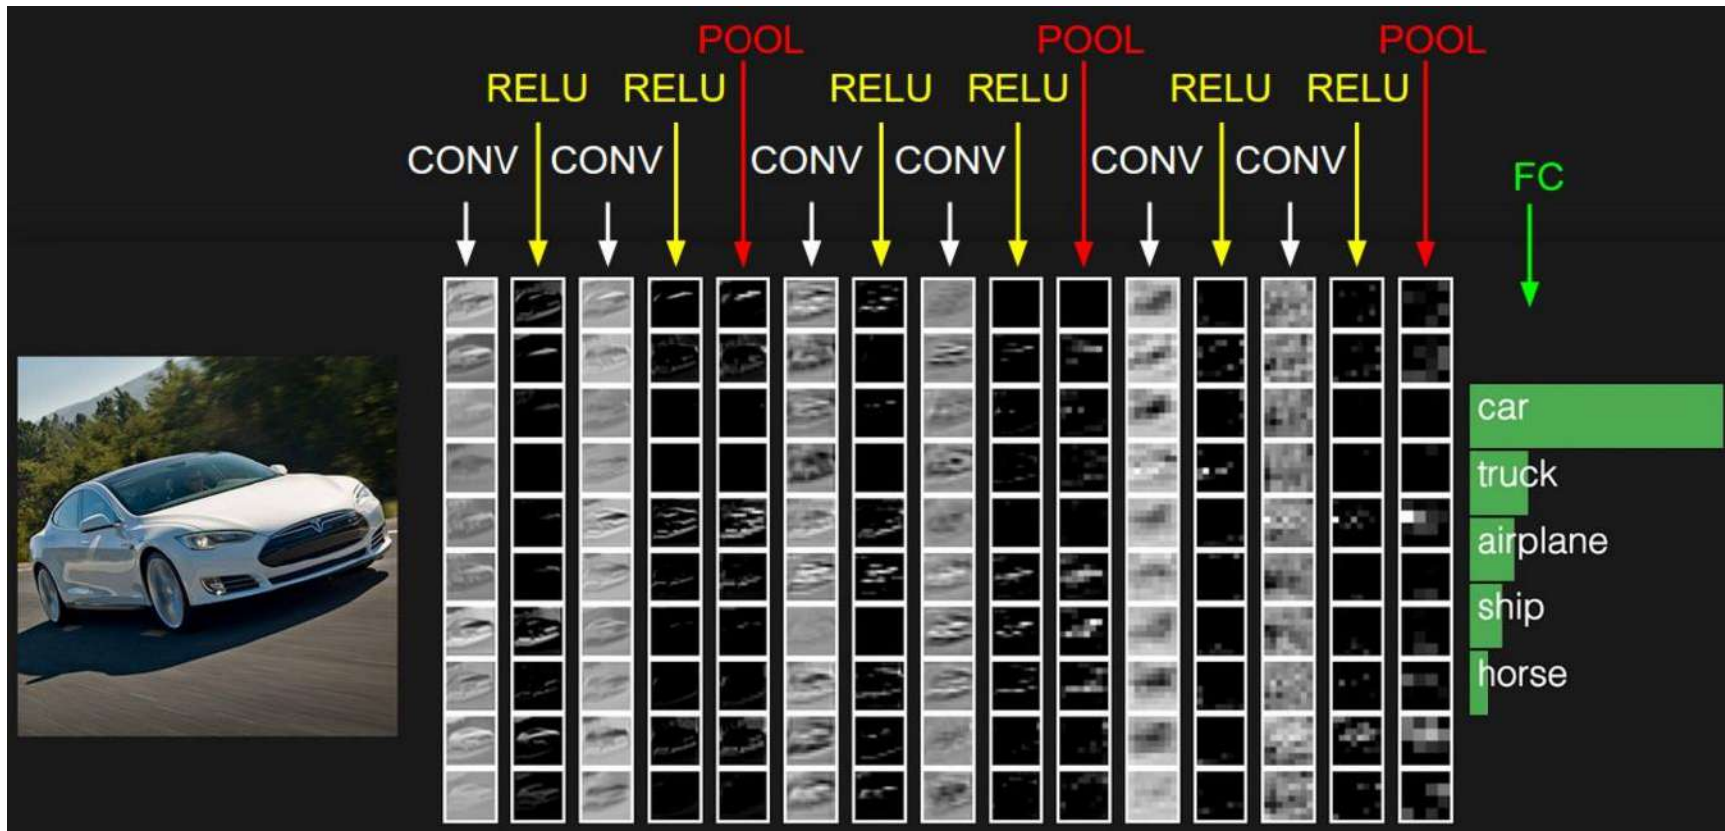 POOL POOL POOL
RELU RELU RELU RELU RELU RELU
CONV CONV CONV CONV CONV CONV
FC
car
truck
airplane
ship
horse